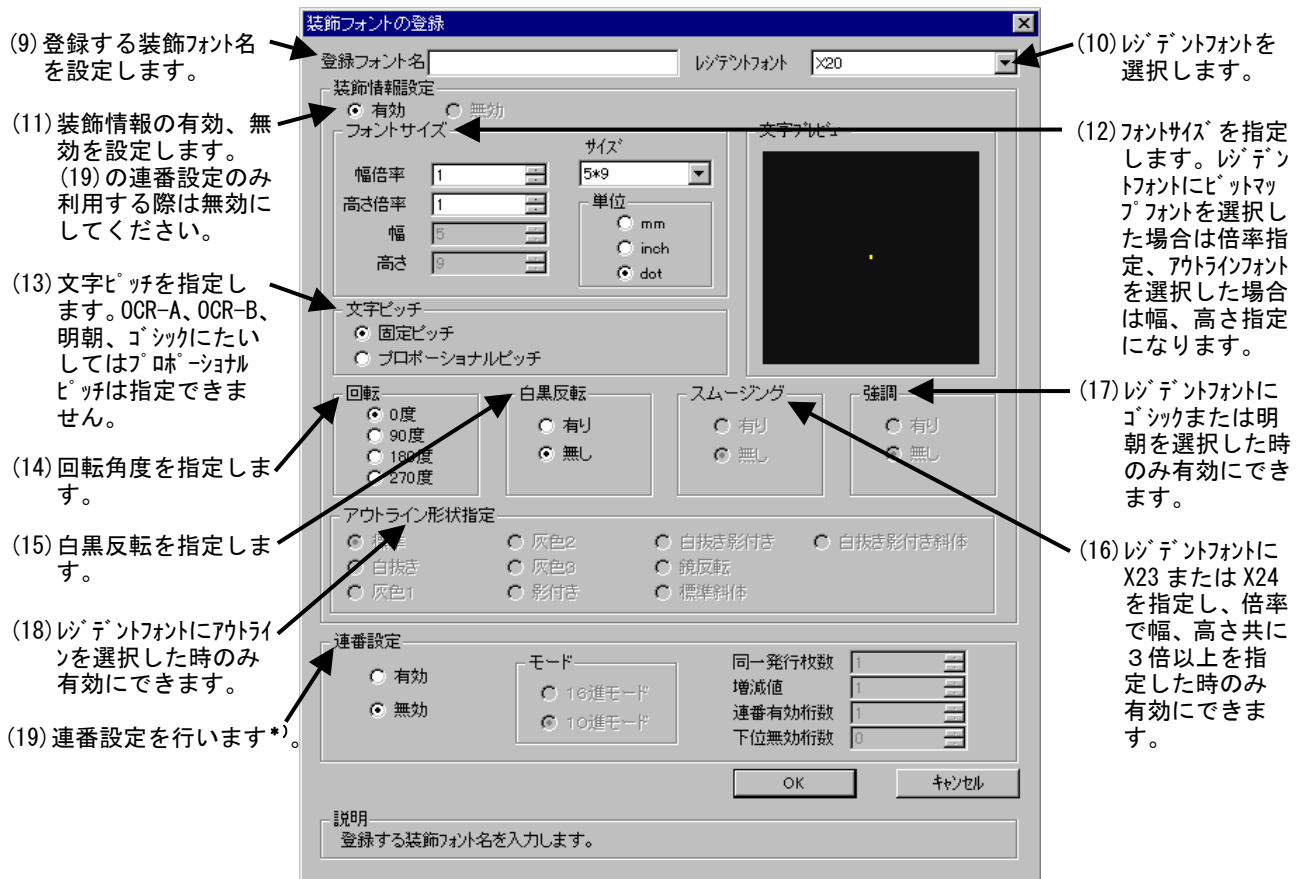 装飾フォントの登録
(9) 登録する装飾ﾌｫﾝﾄ名
を設定します。
登録フォント名
ﾚｼﾞﾃﾞﾝﾄﾌｫﾝﾄ X20
(10) ﾚｼﾞﾃﾞﾝﾄﾌｫﾝﾄを
選択します。
装飾情報設定
有効 無効
(11) 装飾情報の有効、無
効を設定します。
(19)の連番設定のみ
利用する際は無効に
してください。
フォントサイズ
ｻｲｽﾞ
幅倍率 1 5*9
高さ倍率 1
幅 5
高さ 9
単位
mm
inch
dot
文字ﾌﾟﾚﾋﾞｭｰ
(12) ﾌｫﾝﾄｻｲｽﾞを指定
します。ﾚｼﾞﾃﾞﾝ
ﾄﾌｫﾝﾄにﾋﾞｯﾄﾏｯ
ﾌﾟﾌｫﾝﾄを選択し
た場合は倍率指
定、ｱｳﾄﾗｲﾝﾌｫﾝﾄ
を選択した場合
は幅、高さ指定
になります。
(13) 文字ﾋﾟｯﾁを指定し
ます。OCR-A、OCR-B、
明朝、ｺﾞｼｯｸにたい
してはﾌﾟﾛﾎﾟｰｼｮﾅﾙ
ﾋﾟｯﾁは指定できま
せん。
文字ピッチ
固定ピッチ
プロポーショナルピッチ
回転
0度
90度
180度
270度
白黒反転
有り
無し
スムージング
有り
無し
強調
有り
無し
(17) ﾚｼﾞﾃﾞﾝﾄﾌｫﾝﾄに
ｺﾞｼｯｸまたは明
朝を選択した時
のみ有効にでき
ます。
(14) 回転角度を指定しま
す。
(15) 白黒反転を指定しま
す。
アウトライン形状指定
標準 灰色2 白抜き影付き 白抜き影付き斜体
白抜き 灰色3 鏡反転
灰色1 影付き 標準斜体
(16) ﾚｼﾞﾃﾞﾝﾄﾌｫﾝﾄに
X23 または X24
を指定し、倍率
で幅、高さ共に
３倍以上を指
定した時のみ
有効にできま
す。
(18) ﾚｼﾞﾃﾞﾝﾄﾌｫﾝﾄにｱｳﾄﾗｲ
ﾝを選択した時のみ
有効にできます。
(19) 連番設定を行います*)。
連番設定
有効
無効
モード
16進モード
10進モード
同一発行枚数 1
増減値 1
連番有効桁数 1
下位無効桁数 0
OK ｷｬﾝｾﾙ
説明
登録する装飾ﾌｫﾝﾄ名を入力します。